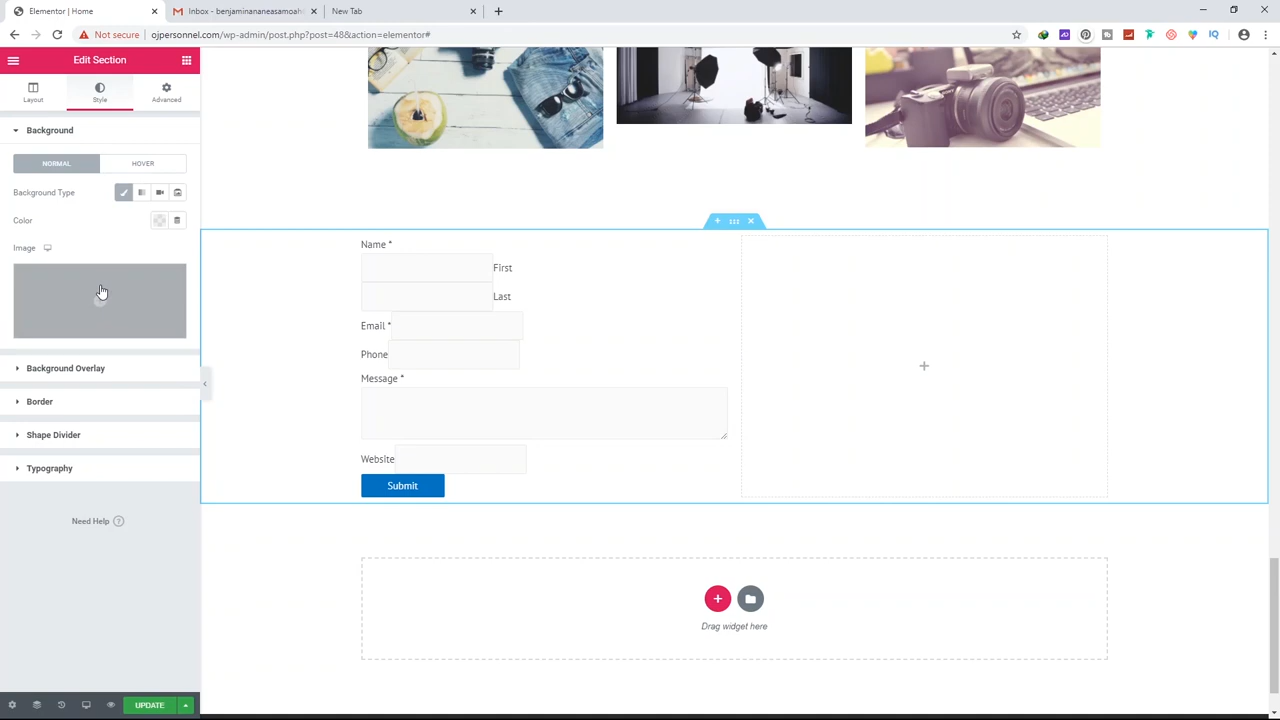 Elementor | Home
Inbox - benjaminananeasamoah
New Tab
Not secure
ojpersonnel.com/wp-admin/post.php?post=48&action=elementor#
Edit Section
Layout
Style
Advanced
Background
NORMAL
HOVER
Background Type
Color
Image
Background Overlay
Border
Shape Divider
Typography
Need Help ?
UPDATE
Name *
First
Last
Email *
Phone
Message *
Website
Submit
Drag widget here